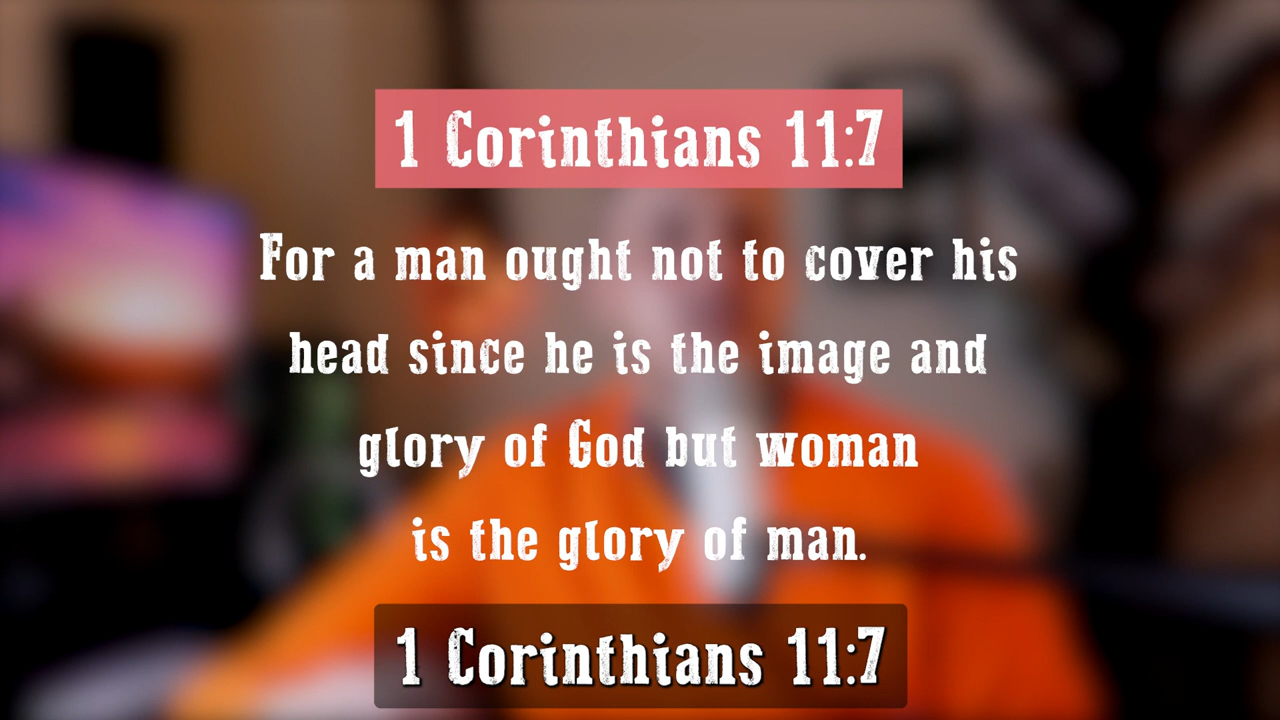 1 Corinthians 11:7
For a man ought not to cover his
head since he is the image and
glory of God but woman
is the glory of man.
1 Corinthians 11:7